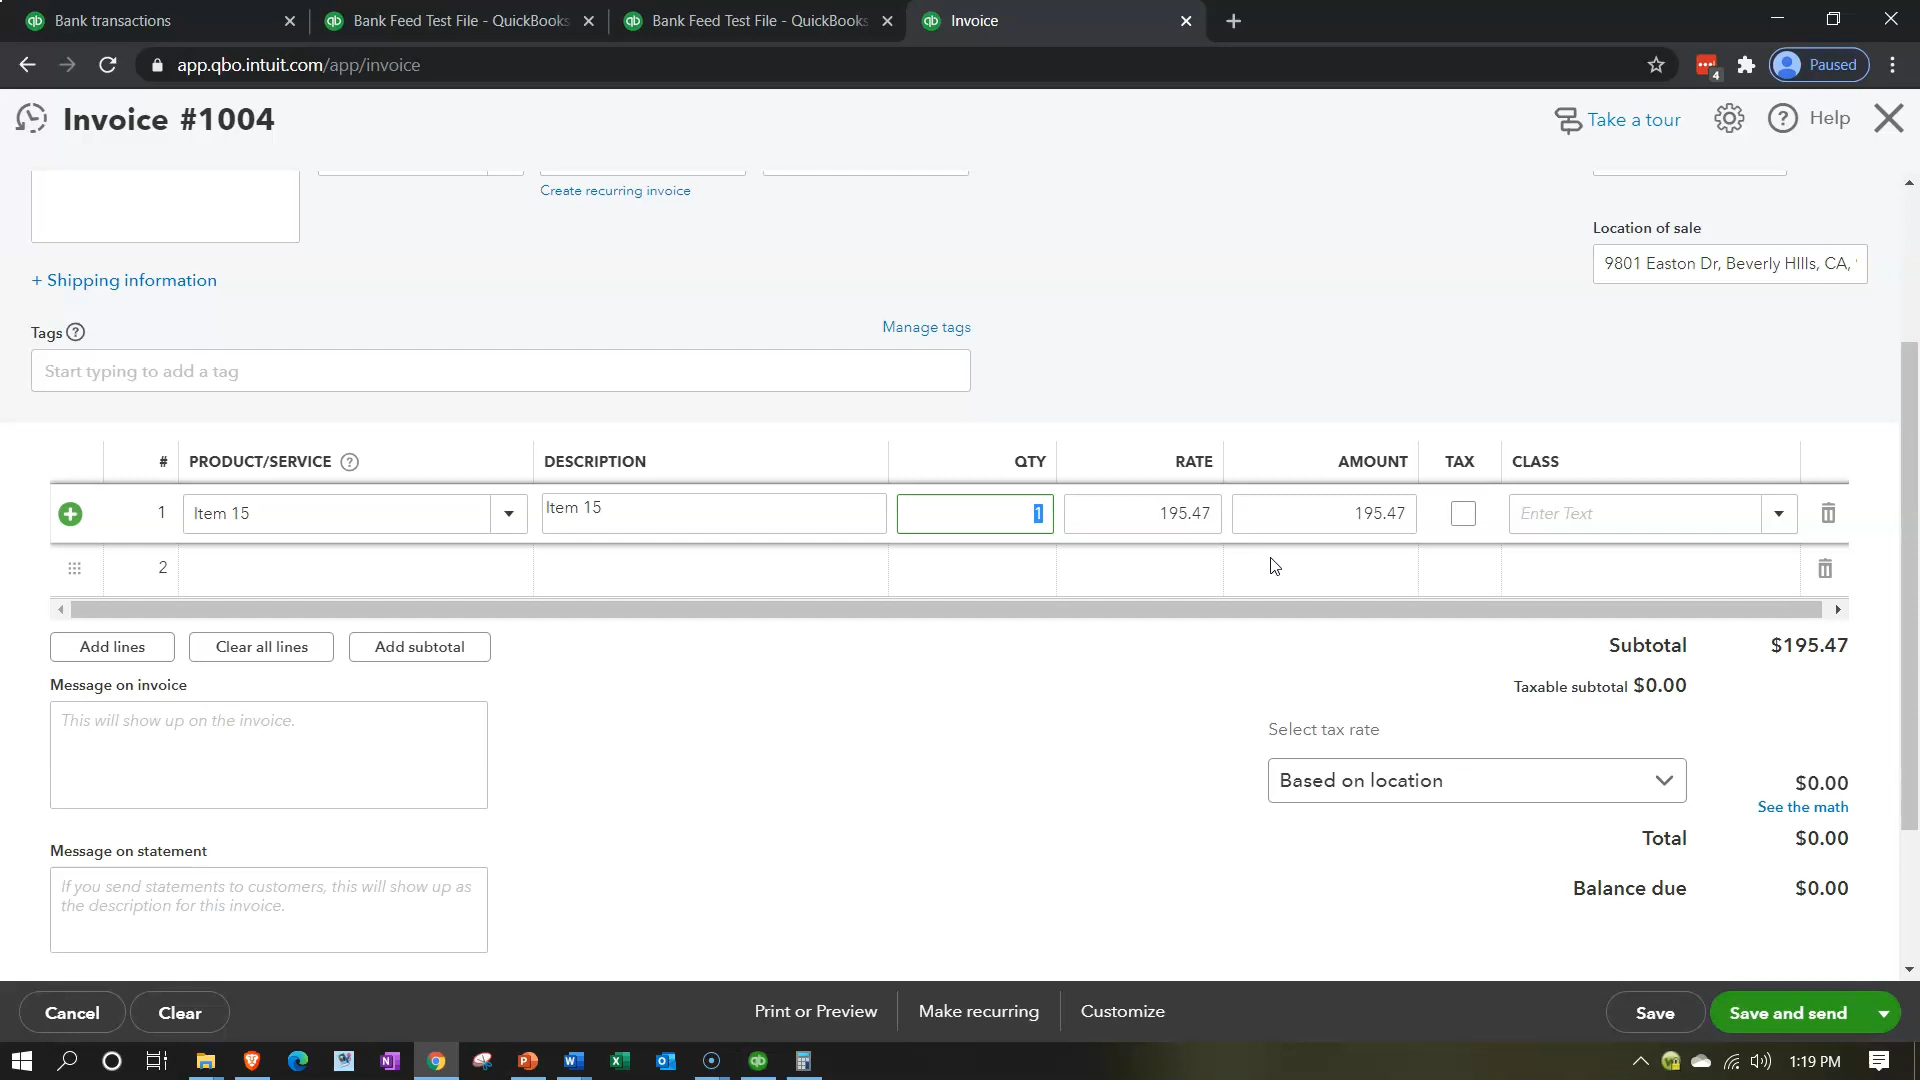 Bank transactions
Bank Feed Test File - QuickBooks
Bank Feed Test File - QuickBooks
Invoice
app.qbo.intuit.com/app/invoice
4
Paused
Invoice #1004
Take a tour
Help
Create recurring invoice
Location of sale
9801 Easton Dr, Beverly HIlls, CA,
+ Shipping information
Tags ?
Manage tags
Start typing to add a tag
# PRODUCT/SERVICE ? DESCRIPTION QTY RATE AMOUNT TAX CLASS
1 Item 15 Item 15 1 195.47 195.47 Enter Text
2
Add lines
Clear all lines
Add subtotal
Subtotal $195.47
Message on invoice
Taxable subtotal $0.00
This will show up on the invoice.
Select tax rate
Based on location
$0.00
See the math
Total $0.00
Message on statement
Balance due $0.00
If you send statements to customers, this will show up as
the description for this invoice.
Cancel
Clear
Print or Preview
Make recurring
Customize
Save
Save and send
1:19 PM